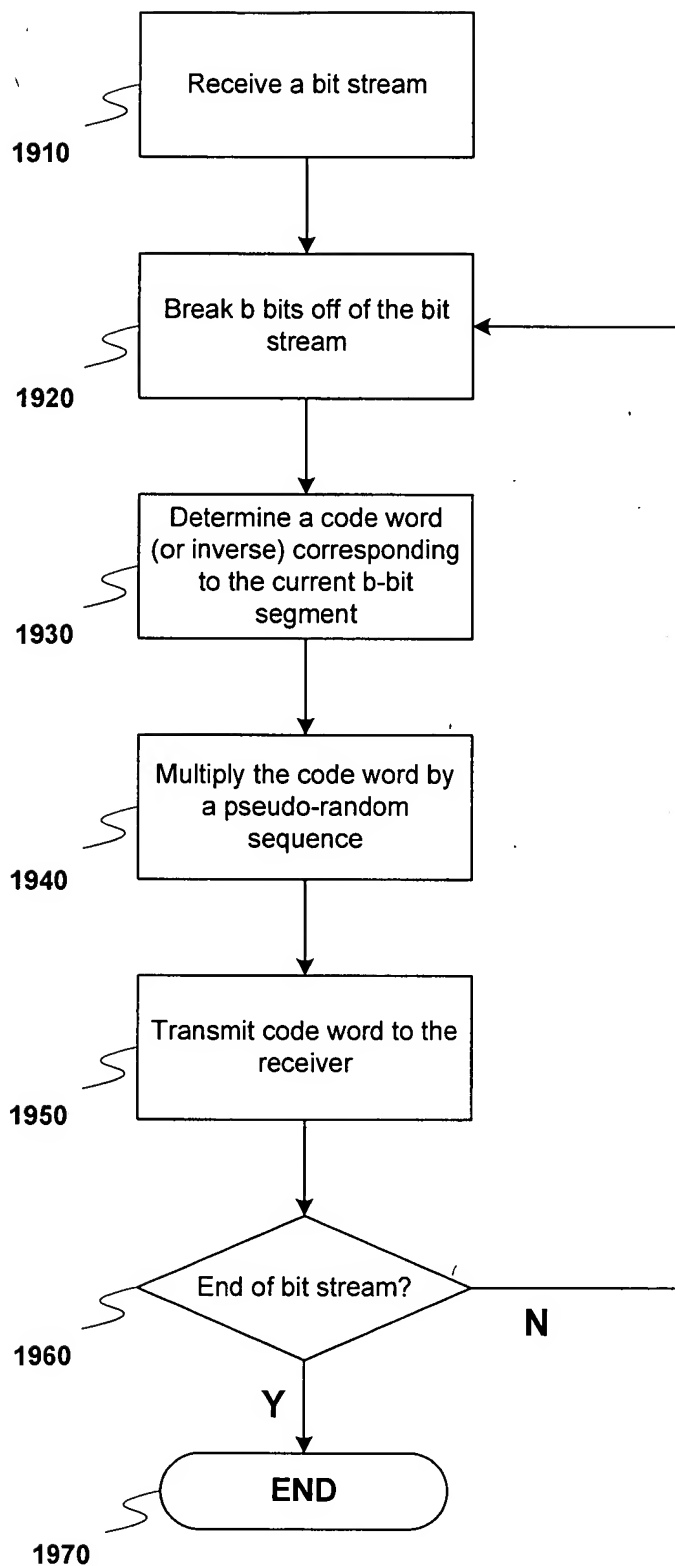 Receive a bit stream
1910
Break b bits off of the bit
stream
1920
Determine a code word
(or inverse) corresponding
to the current b-bit
segment
1930
Multiply the code word by
a pseudo-random
sequence
1940
Transmit code word to the
receiver
1950
End of bit stream?
N
1960
Y
END
1970